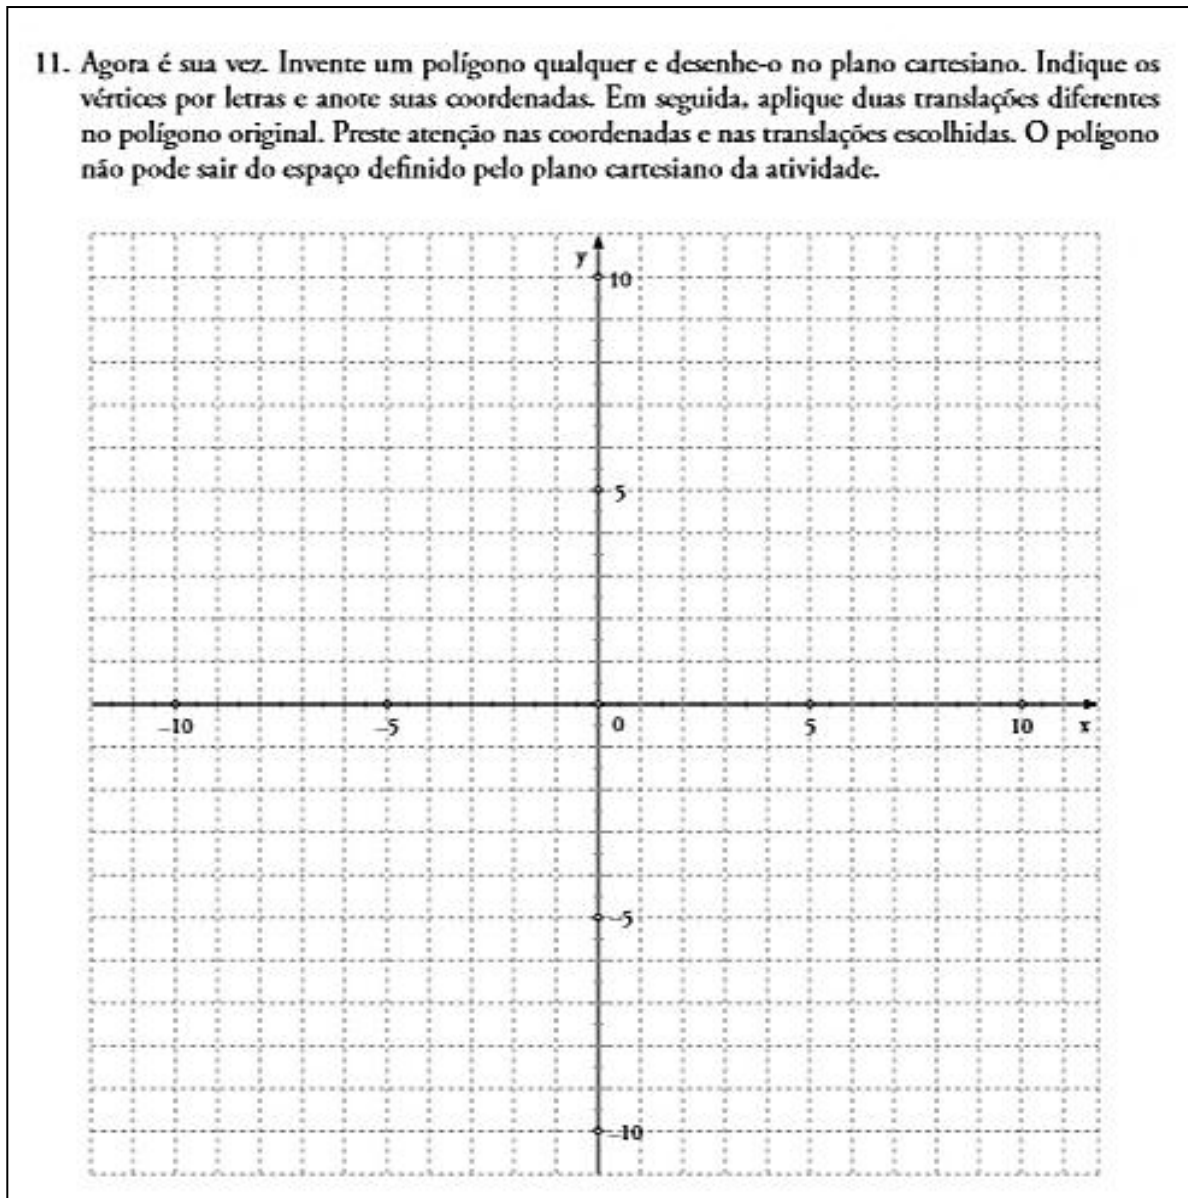 11. Agora é sua vez. Invente um polígono qualquer e desenhe-o no plano cartesiano. Indique os
vértices por letras e anote suas coordenadas. Em seguida, aplique duas translações diferentes
no polígono original. Preste atenção nas coordenadas e nas translações escolhidas. O polígono
não pode sair do espaço definido pelo plano cartesiano da atividade.
y
10
5
–10 –5 0 5 10 x
–5
–10